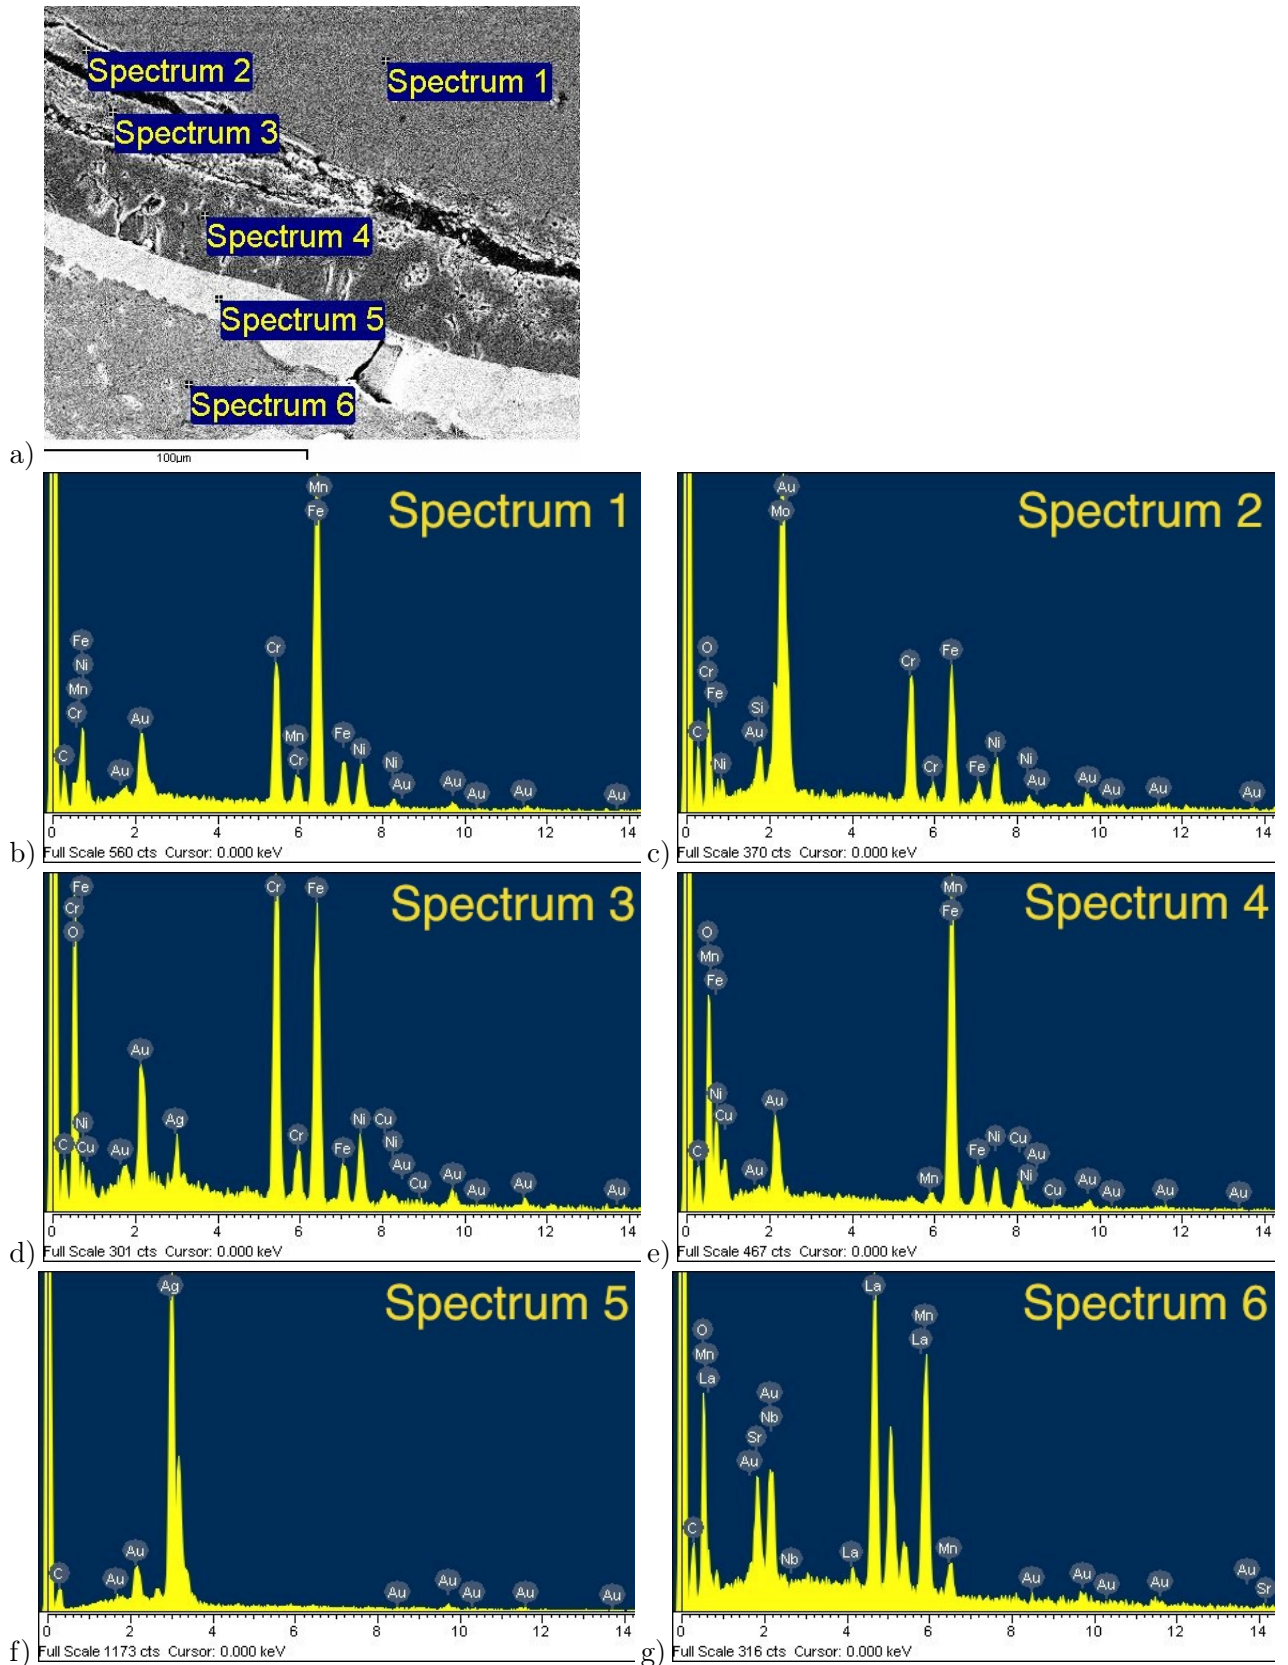 Spectrum 2
Spectrum 1
Spectrum 3
Spectrum 4
Spectrum 5
Spectrum 6
a)
100µm
Spectrum 1
Mn
Fe
Fe
Ni
Mn
Cr
C
Au
Au
Cr
Mn
Cr
Fe
Ni
Ni
Au
Au
Au
Au
Au
0 2 4 6 8 10 12 14
b) Full Scale 560 cts Cursor: 0.000 keV
Spectrum 2
Au
Mo
O
Cr
Fe
C
Ni
Si
Au
Cr
Cr
Fe
Fe
Ni
Ni
Au
Au
Au
Au
Au
0 2 4 6 8 10 12 14
c) Full Scale 370 cts Cursor: 0.000 keV
Spectrum 3
Fe
Cr
O
Ni
C
Cu
Au
Au
Ag
Cr
Cr
Fe
Fe
Ni
Cu
Ni
Au
Cu
Au
Au
Au
Au
0 2 4 6 8 10 12 14
d) Full Scale 301 cts Cursor: 0.000 keV
Spectrum 4
O
Mn
Fe
Ni
Cu
C
Au
Au
Mn
Fe
Mn
Fe
Ni
Cu
Au
Ni
Cu
Au
Au
Au
Au
0 2 4 6 8 10 12 14
e) Full Scale 467 cts Cursor: 0.000 keV
Spectrum 5
Ag
C
Au
Au
Au
Au
Au
Au
Au
0 2 4 6 8 10 12 14
f) Full Scale 1173 cts Cursor: 0.000 keV
Spectrum 6
O
Mn
La
C
Au
Nb
Sr
Au
Nb
La
La
Mn
La
Mn
Au
Au
Au
Au
Au
Sr
0 2 4 6 8 10 12 14
g) Full Scale 316 cts Cursor: 0.000 keV